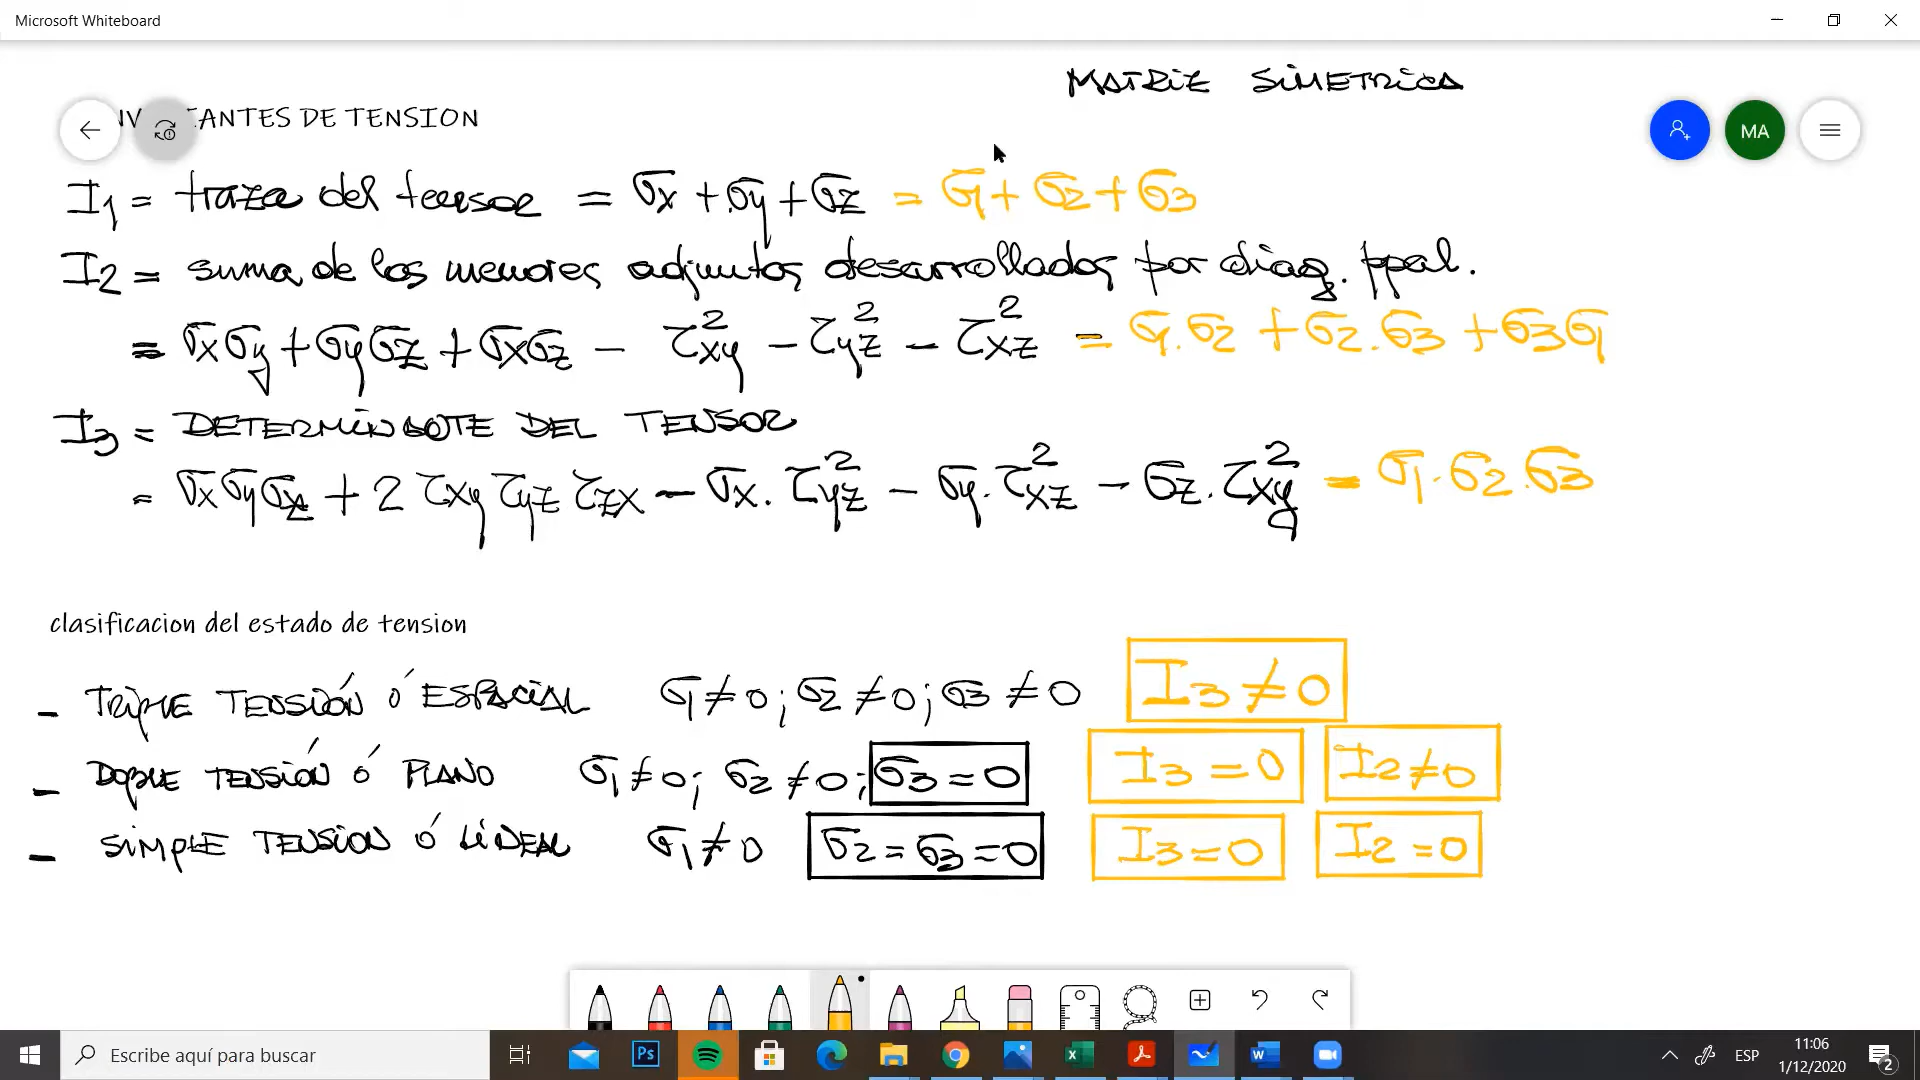 Microsoft Whiteboard
MATRIZ SIMETRICA
ANTES DE TENSION
MA
I1 = traza del tensor = σx + σy + σz = σ1 + σ2 + σ3
I2 = suma de los menores adjuntos desarrollados por diag. ppal.
= σxσy + σyσz + σxσz - τxy² - τyz² - τxz² = σ1.σ2 + σ2.σ3 + σ3σ1
I3 = DETERMINANTE DEL TENSOR
= σxσyσz + 2 τxy τyz τzx - σx. τyz² - σy. τxz² - σz. τxy² = σ1.σ2.σ3
clasificacion del estado de tension
- TRIPLE TENSIÓN Ó ESPACIAL σ1≠0; σ2≠0; σ3≠0 I3≠0
- DOBLE TENSIÓN Ó PLANO σ1≠0; σ2≠0; σ3=0 I3=0 I2≠0
- SIMPLE TENSION Ó LINEAL σ1≠0 σ2=σ3=0 I3=0 I2=0
Escribe aquí para buscar
Ps
ESP
11:06
1/12/2020
2